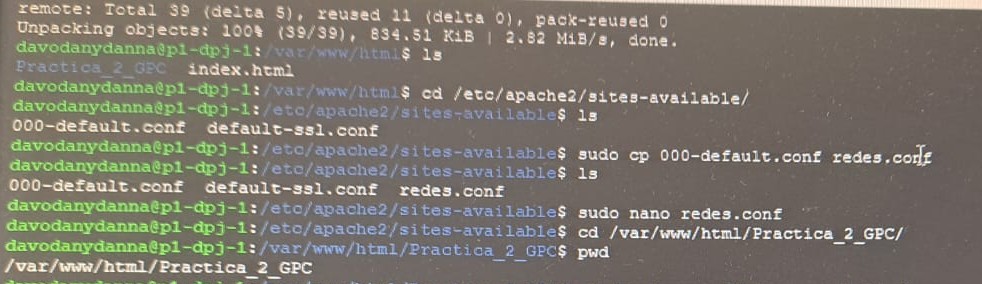 remote: Total 39 (delta 5), reused 11 (delta 0), pack-reused 0
Unpacking objects: 100% (39/39), 834.51 KiB | 2.82 MiB/s, done.
davodanydanna@p1-dpj-1:/var/www/html$ ls
Practica_2_GPC index.html
davodanydanna@p1-dpj-1:/var/www/html$ cd /etc/apache2/sites-available/
davodanydanna@p1-dpj-1:/etc/apache2/sites-available$ ls
000-default.conf default-ssl.conf
davodanydanna@p1-dpj-1:/etc/apache2/sites-available$ sudo cp 000-default.conf redes.conf
davodanydanna@p1-dpj-1:/etc/apache2/sites-available$ ls
000-default.conf default-ssl.conf redes.conf
davodanydanna@p1-dpj-1:/etc/apache2/sites-available$ sudo nano redes.conf
davodanydanna@p1-dpj-1:/etc/apache2/sites-available$ cd /var/www/html/Practica_2_GPC/
davodanydanna@p1-dpj-1:/var/www/html/Practica_2_GPC$ pwd
/var/www/html/Practica_2_GPC